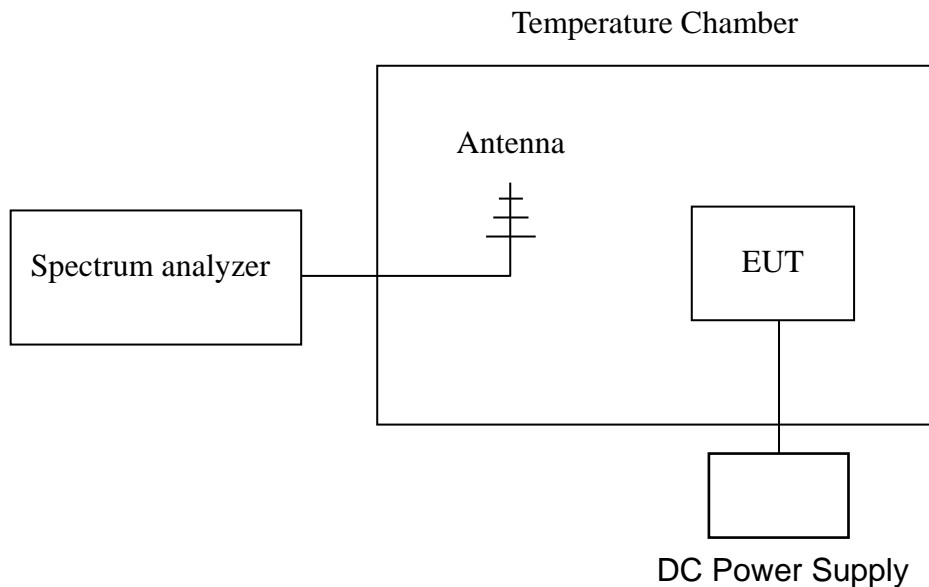 Temperature Chamber
Antenna
Spectrum analyzer
EUT
DC Power Supply